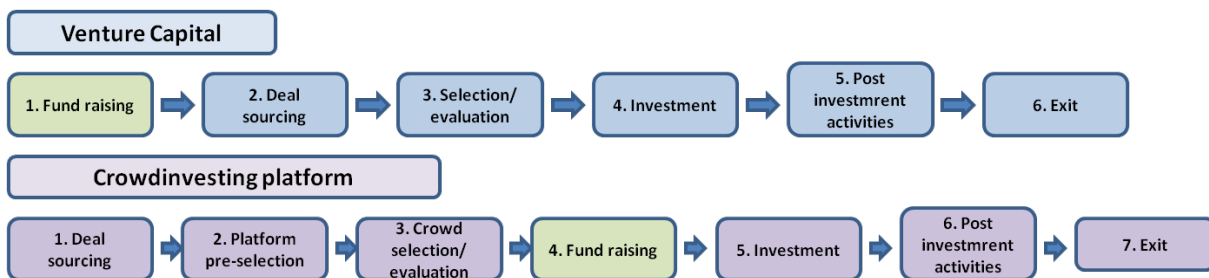 Venture Capital
1. Fund raising
2. Deal
sourcing
3. Selection/
evaluation
4. Investment
5. Post
investmrent
activities
6. Exit
Crowdinvesting platform
1. Deal
sourcing
2. Platform
pre-selection
3. Crowd
selection/
evaluation
4. Fund raising
5. Investment
6. Post
investmrent
activities
7. Exit